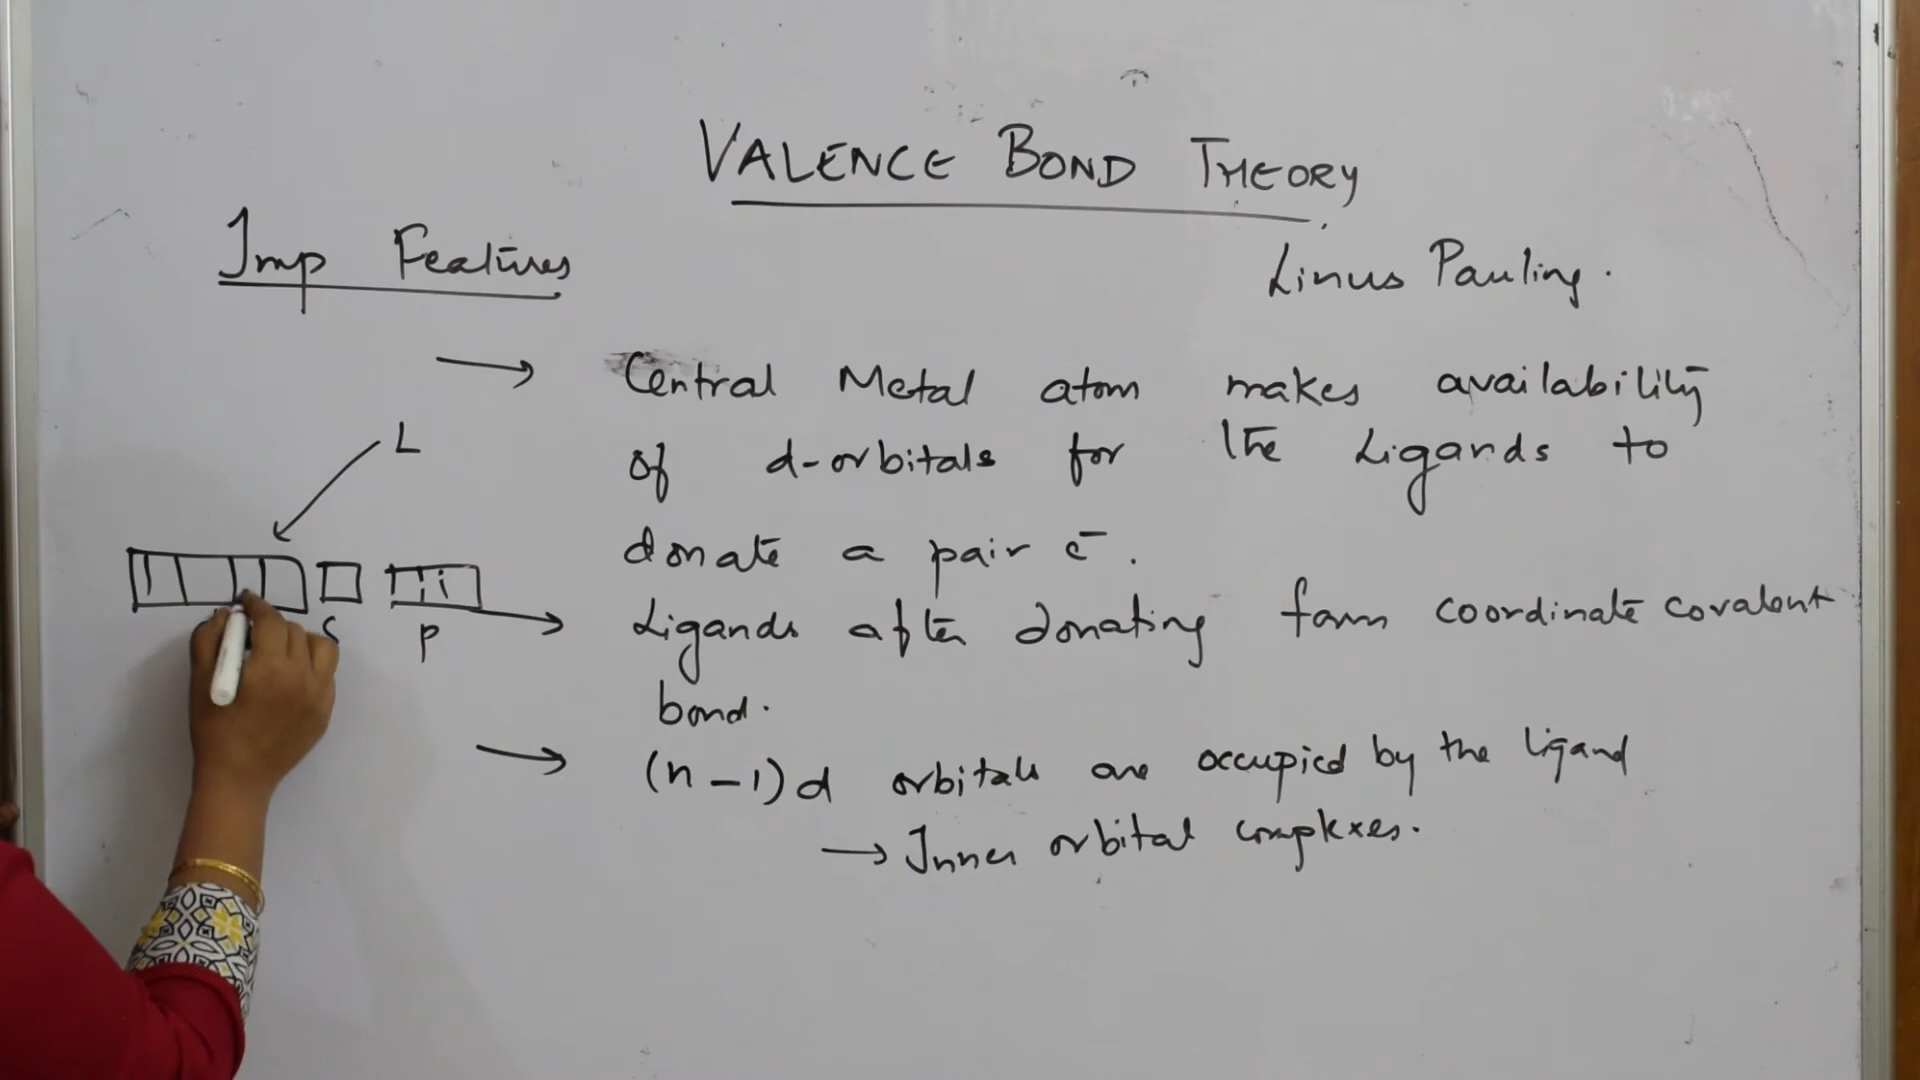 VALENCE BOND THEORY
Imp Features
Linus Pauling.
→ Central Metal atom makes availability
of d-orbitals for the Ligands to
donate a pair e⁻.
L
S
P
→ Ligands after donating form coordinate covalent
bond.
→ (n-1)d orbitals are occupied by the ligand
→ Inner orbital complexes.